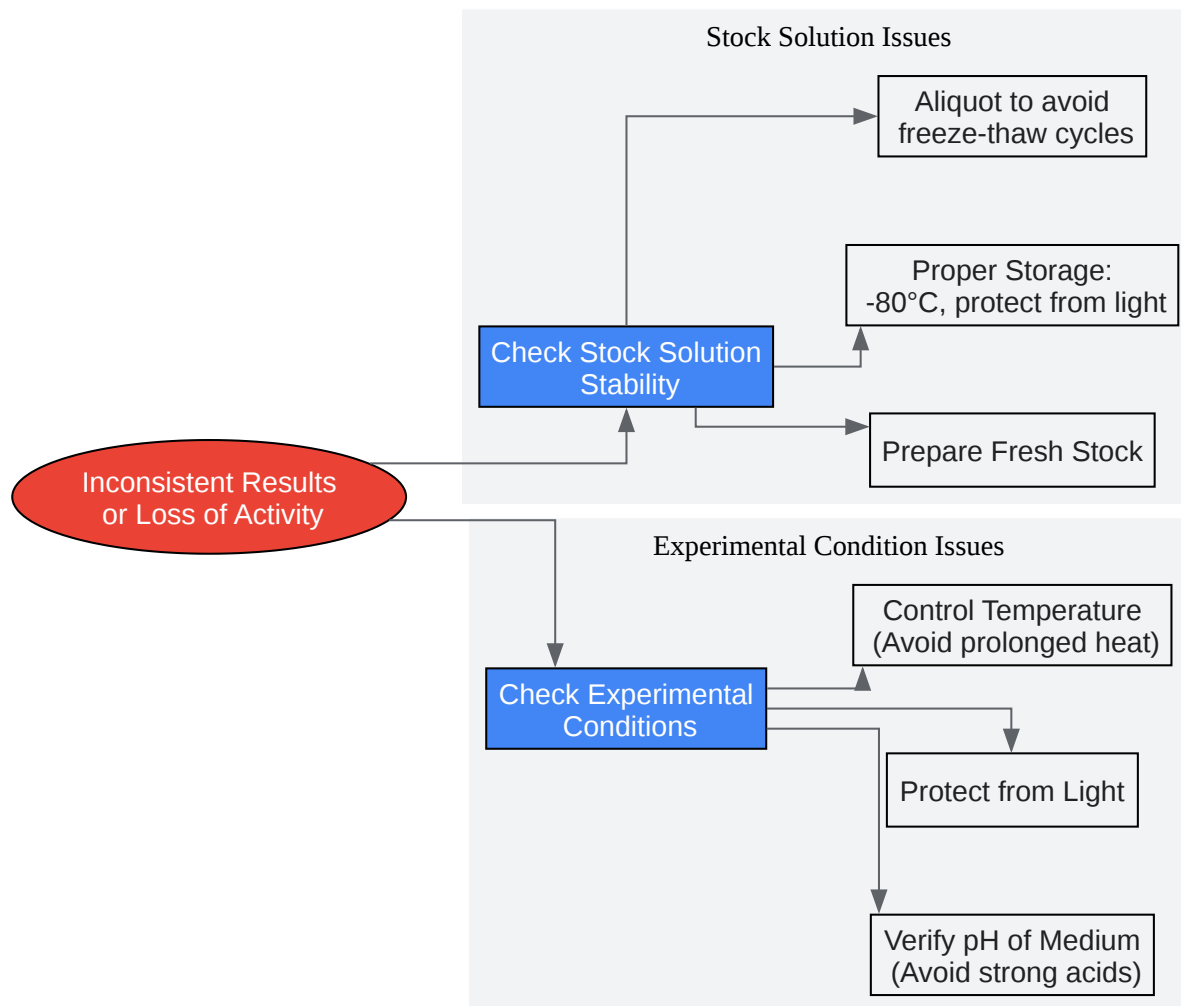 Stock Solution Issues
Aliquot to avoid
freeze-thaw cycles
Proper Storage:
-80°C, protect from light
Check Stock Solution
Stability
Prepare Fresh Stock
Inconsistent Results
or Loss of Activity
Experimental Condition Issues
Control Temperature
(Avoid prolonged heat)
Check Experimental
Conditions
Protect from Light
Verify pH of Medium
(Avoid strong acids)